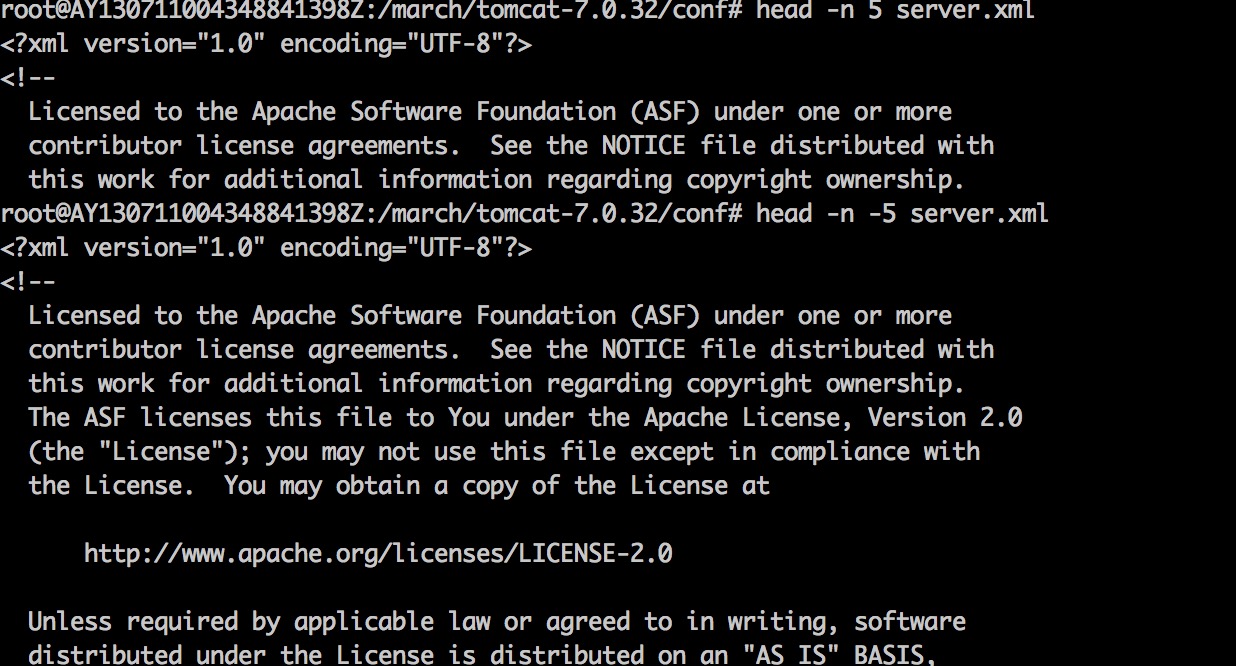 root@AY130711004348841398Z:/march/tomcat-7.0.32/conf# head -n 5 server.xml
<?xml version="1.0" encoding="UTF-8"?>
<!--
  Licensed to the Apache Software Foundation (ASF) under one or more
  contributor license agreements.  See the NOTICE file distributed with
  this work for additional information regarding copyright ownership.
root@AY130711004348841398Z:/march/tomcat-7.0.32/conf# head -n -5 server.xml
<?xml version="1.0" encoding="UTF-8"?>
<!--
  Licensed to the Apache Software Foundation (ASF) under one or more
  contributor license agreements.  See the NOTICE file distributed with
  this work for additional information regarding copyright ownership.
  The ASF licenses this file to You under the Apache License, Version 2.0
  (the "License"); you may not use this file except in compliance with
  the License.  You may obtain a copy of the License at

      http://www.apache.org/licenses/LICENSE-2.0

  Unless required by applicable law or agreed to in writing, software
  distributed under the License is distributed on an "AS IS" BASIS,